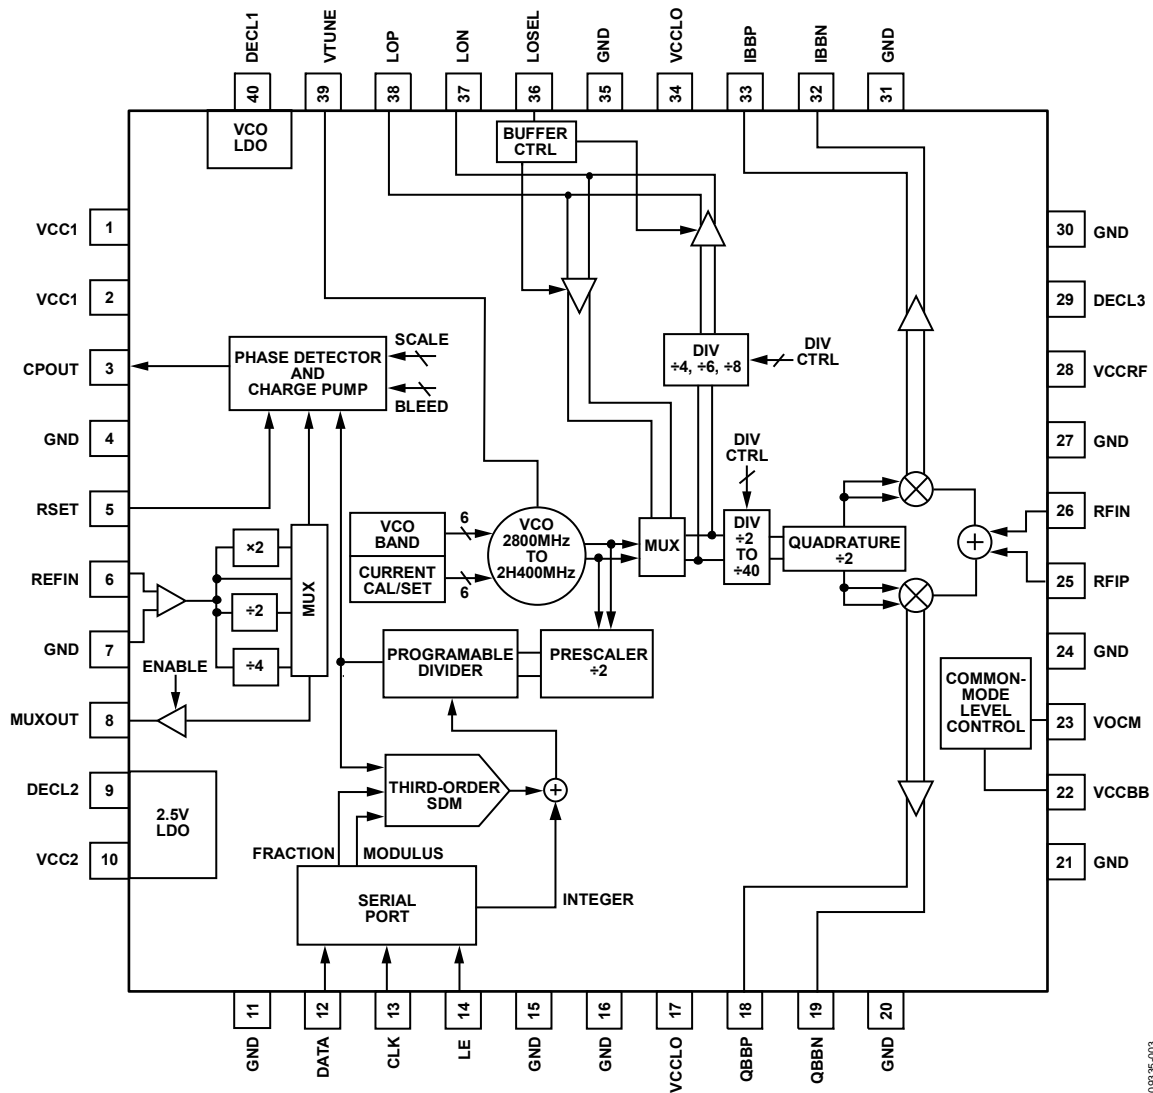 DECL1
VTUNE
LOP
LON
LOSEL
GND
VCCLO
IBBP
IBBN
GND
40
39
38
37
36
35
34
33
32
31
VCO
LDO
BUFFER
CTRL
VCC1
1
30
GND
VCC1
2
29
DECL3
CPOUT
3
28
VCCRF
GND
4
27
GND
RSET
5
26
RFIN
REFIN
6
25
RFIP
GND
7
24
GND
MUXOUT
8
23
VOCM
DECL2
9
22
VCCBB
VCC2
10
21
GND
PHASE DETECTOR
AND
CHARGE PUMP
SCALE
BLEED
DIV
÷4, ÷6, ÷8
DIV
CTRL
DIV
CTRL
VCO
BAND
CURRENT
CAL/SET
6
6
VCO
2800MHz
TO
2H400MHz
MUX
DIV
÷2
TO
÷40
QUADRATURE
÷2
×2
÷2
÷4
MUX
ENABLE
PROGRAMABLE
DIVIDER
PRESCALER
÷2
COMMON-
MODE
LEVEL
CONTROL
2.5V
LDO
THIRD-ORDER
SDM
FRACTION
MODULUS
INTEGER
SERIAL
PORT
11
12
13
14
15
16
17
18
19
20
GND
DATA
CLK
LE
GND
GND
VCCLO
QBBP
QBBN
GND